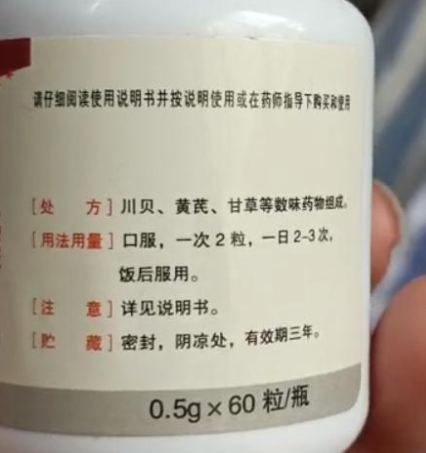 请仔细阅读使用说明书并按说明使用或在药师指导下购买和使用
[处 方] 川贝、黄芪、甘草等数味药物组成。
[用法用量] 口服，一次2粒，一日2-3次，
饭后服用。
[注 意] 详见说明书。
[贮 藏] 密封，阴凉处，有效期三年。
0.5g×60粒/瓶